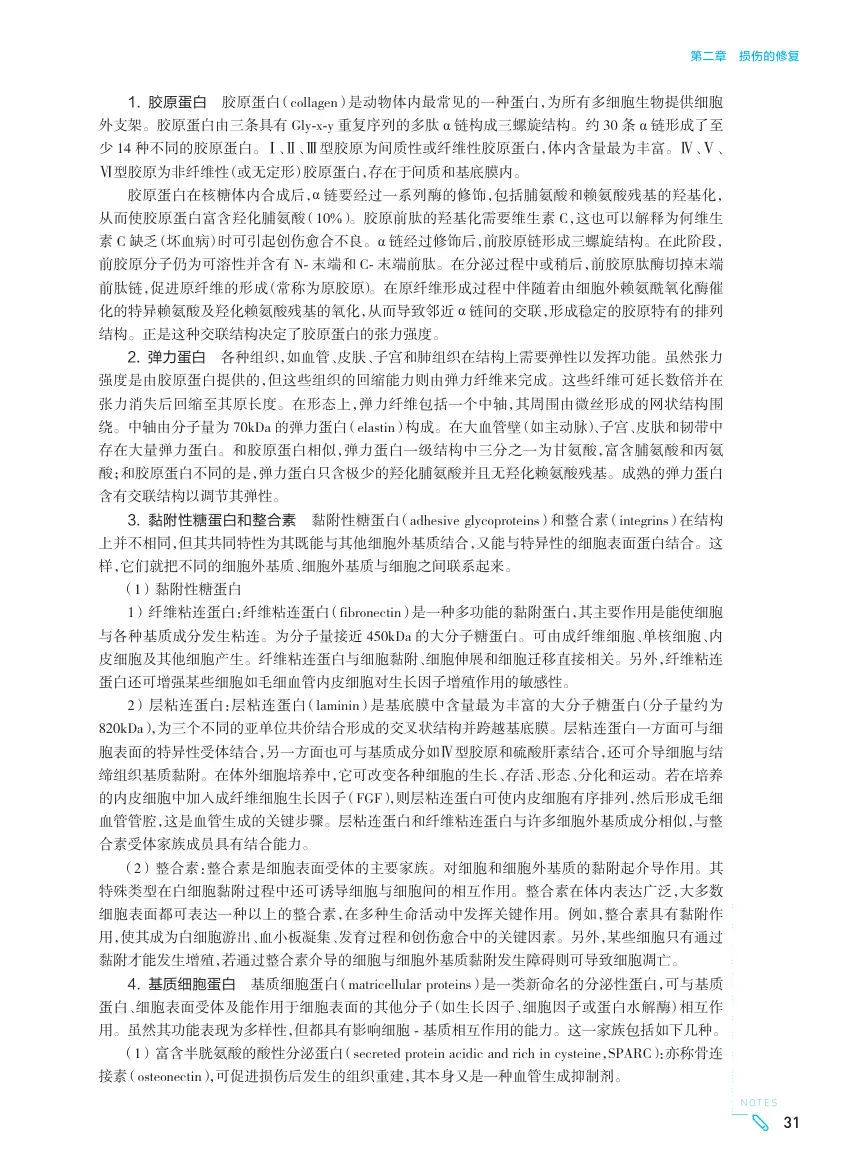 第二章　损伤的修复
1. 胶原蛋白　胶原蛋白（collagen）是动物体内最常见的一种蛋白，为所有多细胞生物提供细胞
外支架。胶原蛋白由三条具有 Gly-x-y 重复序列的多肽 α 链构成三螺旋结构。约 30 条 α 链形成了至
少 14 种不同的胶原蛋白。Ⅰ、Ⅱ、Ⅲ型胶原为间质性或纤维性胶原蛋白，体内含量最为丰富。Ⅳ、Ⅴ、
Ⅵ型胶原为非纤维性（或无定形）胶原蛋白，存在于间质和基底膜内。
胶原蛋白在核糖体内合成后，α 链要经过一系列酶的修饰，包括脯氨酸和赖氨酸残基的羟基化，
从而使胶原蛋白富含羟化脯氨酸（10%）。胶原前肽的羟基化需要维生素 C，这也可以解释为何维生
素 C 缺乏（坏血病）时可引起创伤愈合不良。α 链经过修饰后，前胶原链形成三螺旋结构。在此阶段，
前胶原分子仍为可溶性并含有 N- 末端和 C- 末端前肽。在分泌过程中或稍后，前胶原肽酶切掉末端
前肽链，促进原纤维的形成（常称为原胶原）。在原纤维形成过程中伴随着由细胞外赖氨酰氧化酶催
化的特异赖氨酸及羟化赖氨酸残基的氧化，从而导致邻近 α 链间的交联，形成稳定的胶原特有的排列
结构。正是这种交联结构决定了胶原蛋白的张力强度。
2. 弹力蛋白　各种组织，如血管、皮肤、子宫和肺组织在结构上需要弹性以发挥功能。虽然张力
强度是由胶原蛋白提供的，但这些组织的回缩能力则由弹力纤维来完成。这些纤维可延长数倍并在
张力消失后回缩至其原长度。在形态上，弹力纤维包括一个中轴，其周围由微丝形成的网状结构围
绕。中轴由分子量为 70kDa 的弹力蛋白（elastin）构成。在大血管壁（如主动脉）、子宫、皮肤和韧带中
存在大量弹力蛋白。和胶原蛋白相似，弹力蛋白一级结构中三分之一为甘氨酸，富含脯氨酸和丙氨
酸；和胶原蛋白不同的是，弹力蛋白只含极少的羟化脯氨酸并且无羟化赖氨酸残基。成熟的弹力蛋白
含有交联结构以调节其弹性。
3. 黏附性糖蛋白和整合素　黏附性糖蛋白（adhesive glycoproteins）和整合素（integrins）在结构
上并不相同，但其共同特性为其既能与其他细胞外基质结合，又能与特异性的细胞表面蛋白结合。这
样，它们就把不同的细胞外基质、细胞外基质与细胞之间联系起来。
（1）黏附性糖蛋白
1）纤维粘连蛋白：纤维粘连蛋白（fibronectin）是一种多功能的黏附蛋白，其主要作用是能使细胞
与各种基质成分发生粘连。为分子量接近 450kDa 的大分子糖蛋白。可由成纤维细胞、单核细胞、内
皮细胞及其他细胞产生。纤维粘连蛋白与细胞黏附、细胞伸展和细胞迁移直接相关。另外，纤维粘连
蛋白还可增强某些细胞如毛细血管内皮细胞对生长因子增殖作用的敏感性。
2）层粘连蛋白：层粘连蛋白（laminin）是基底膜中含量最为丰富的大分子糖蛋白（分子量约为
820kDa），为三个不同的亚单位共价结合形成的交叉状结构并跨越基底膜。层粘连蛋白一方面可与细
胞表面的特异性受体结合，另一方面也可与基质成分如Ⅳ型胶原和硫酸肝素结合，还可介导细胞与结
缔组织基质黏附。在体外细胞培养中，它可改变各种细胞的生长、存活、形态、分化和运动。若在培养
的内皮细胞中加入成纤维细胞生长因子（FGF），则层粘连蛋白可使内皮细胞有序排列，然后形成毛细
血管管腔，这是血管生成的关键步骤。层粘连蛋白和纤维粘连蛋白与许多细胞外基质成分相似，与整
合素受体家族成员具有结合能力。
（2）整合素：整合素是细胞表面受体的主要家族。对细胞和细胞外基质的黏附起介导作用。其
特殊类型在白细胞黏附过程中还可诱导细胞与细胞间的相互作用。整合素在体内表达广泛，大多数
细胞表面都可表达一种以上的整合素，在多种生命活动中发挥关键作用。例如，整合素具有黏附作
用，使其成为白细胞游出、血小板凝集、发育过程和创伤愈合中的关键因素。另外，某些细胞只有通过
黏附才能发生增殖，若通过整合素介导的细胞与细胞外基质黏附发生障碍则可导致细胞凋亡。
4. 基质细胞蛋白　基质细胞蛋白（matricellular proteins）是一类新命名的分泌性蛋白，可与基质
蛋白、细胞表面受体及能作用于细胞表面的其他分子（如生长因子、细胞因子或蛋白水解酶）相互作
用。虽然其功能表现为多样性，但都具有影响细胞 - 基质相互作用的能力。这一家族包括如下几种。
（1）富含半胱氨酸的酸性分泌蛋白（secreted protein acidic and rich in cysteine，SPARC）：亦称骨连
接素（osteonectin），可促进损伤后发生的组织重建，其本身又是一种血管生成抑制剂。
NOTES
31